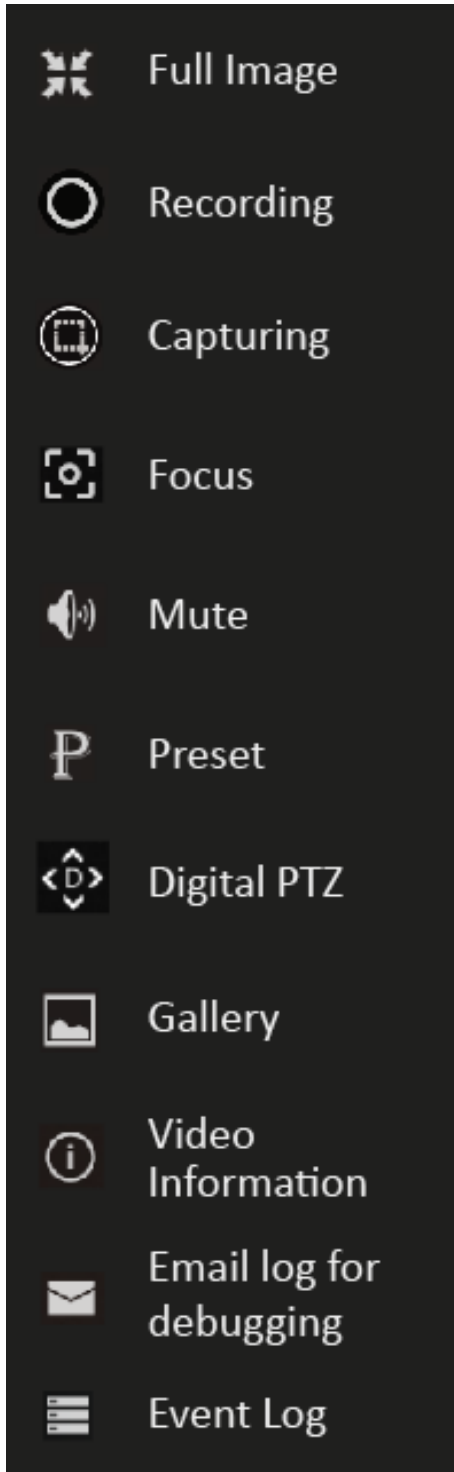 Full Image
Recording
Capturing
Focus
Mute
P
Preset
D
Digital PTZ
Gallery
i
Video
Information
Email log for
debugging
Event Log